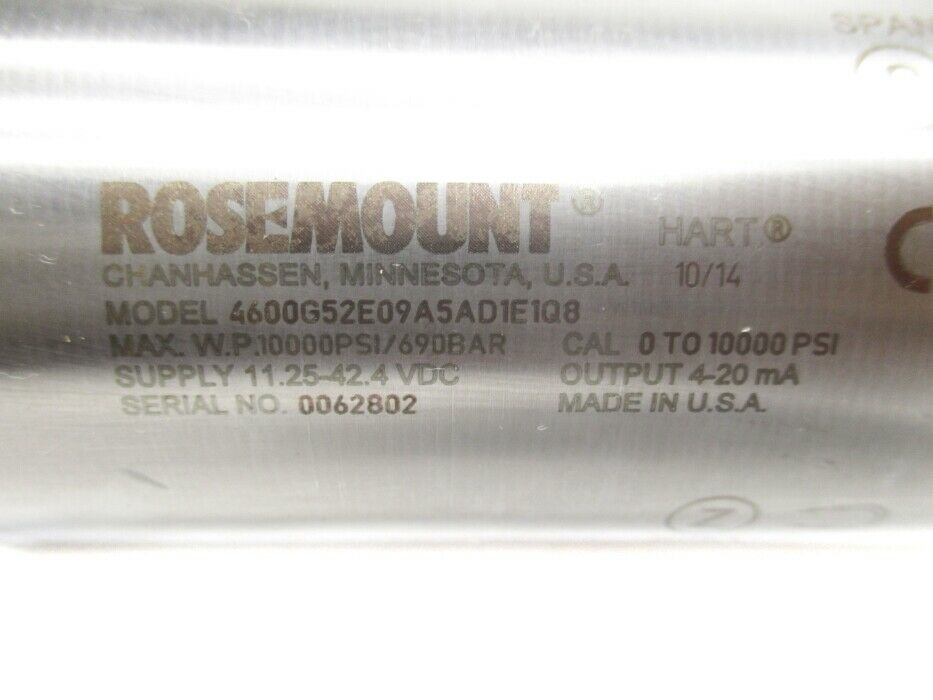 SPAN
ROSEMOUNT® HART®
CHANHASSEN, MINNESOTA, U.S.A. 10/14
MODEL 4600G52E09A5AD1E1Q8
MAX. W.P.10000PSI/690BAR CAL 0 TO 10000 PSI
SUPPLY 11.25-42.4 VDC OUTPUT 4-20 mA
SERIAL NO. 0062802 MADE IN U.S.A.
Z